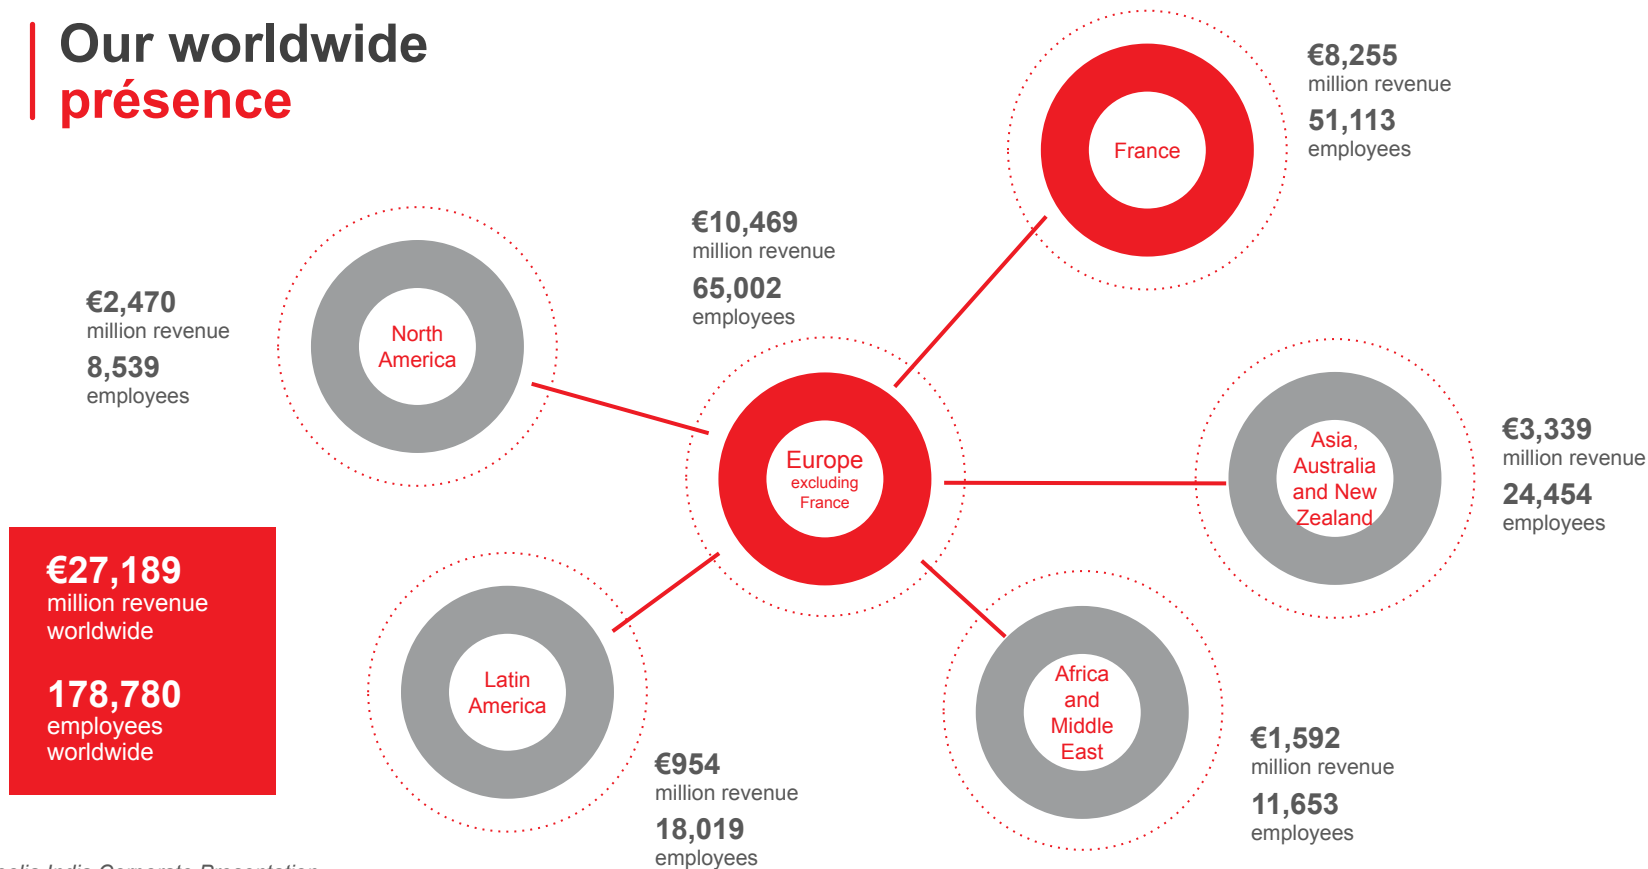 Our worldwide
présence
€8,255
million revenue
51,113
employees
France
€10,469
million revenue
65,002
employees
€2,470
million revenue
8,539
employees
North
America
Europe
excluding
France
Asia,
Australia
and New
Zealand
€3,339
million revenue
24,454
employees
€27,189
million revenue
worldwide
178,780
employees
worldwide
Latin
America
€954
million revenue
18,019
employees
Africa
and
Middle
East
€1,592
million revenue
11,653
employees
India Corporate Presentation